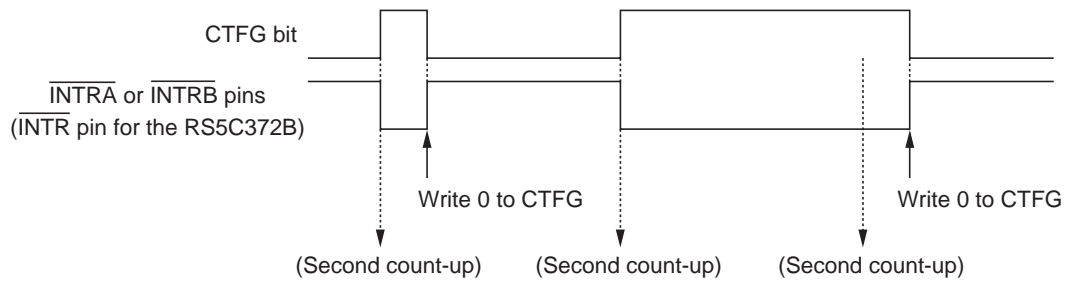 CTFG bit
INTRA or INTRB pins
(INTR pin for the RS5C372B)
Write 0 to CTFG
Write 0 to CTFG
(Second count-up)
(Second count-up)
(Second count-up)